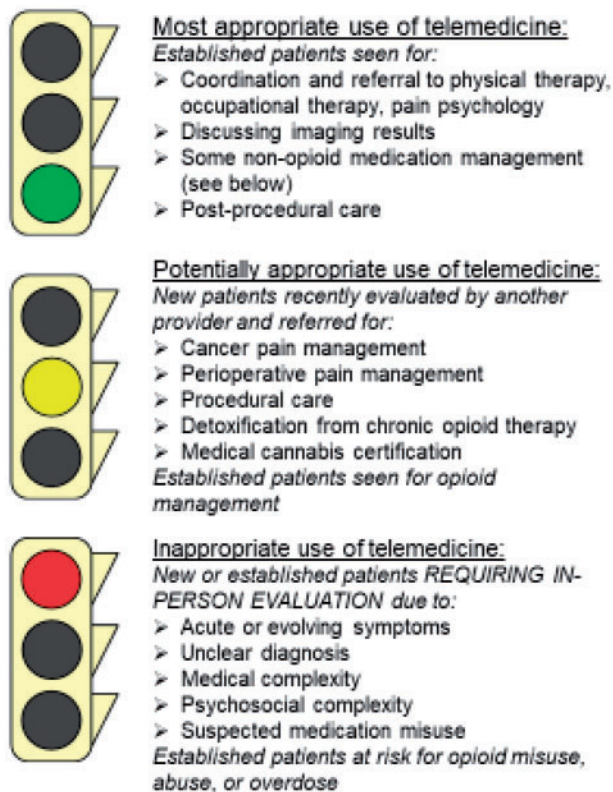 Most appropriate use of telemedicine:
Established patients seen for:
➢ Coordination and referral to physical therapy,
occupational therapy, pain psychology
➢ Discussing imaging results
➢ Some non-opioid medication management
(see below)
➢ Post-procedural care
Potentially appropriate use of telemedicine:
New patients recently evaluated by another
provider and referred for:
➢ Cancer pain management
➢ Perioperative pain management
➢ Procedural care
➢ Detoxification from chronic opioid therapy
➢ Medical cannabis certification
Established patients seen for opioid
management
Inappropriate use of telemedicine:
New or established patients REQUIRING IN-
PERSON EVALUATION due to:
➢ Acute or evolving symptoms
➢ Unclear diagnosis
➢ Medical complexity
➢ Psychosocial complexity
➢ Suspected medication misuse
Established patients at risk for opioid misuse,
abuse, or overdose